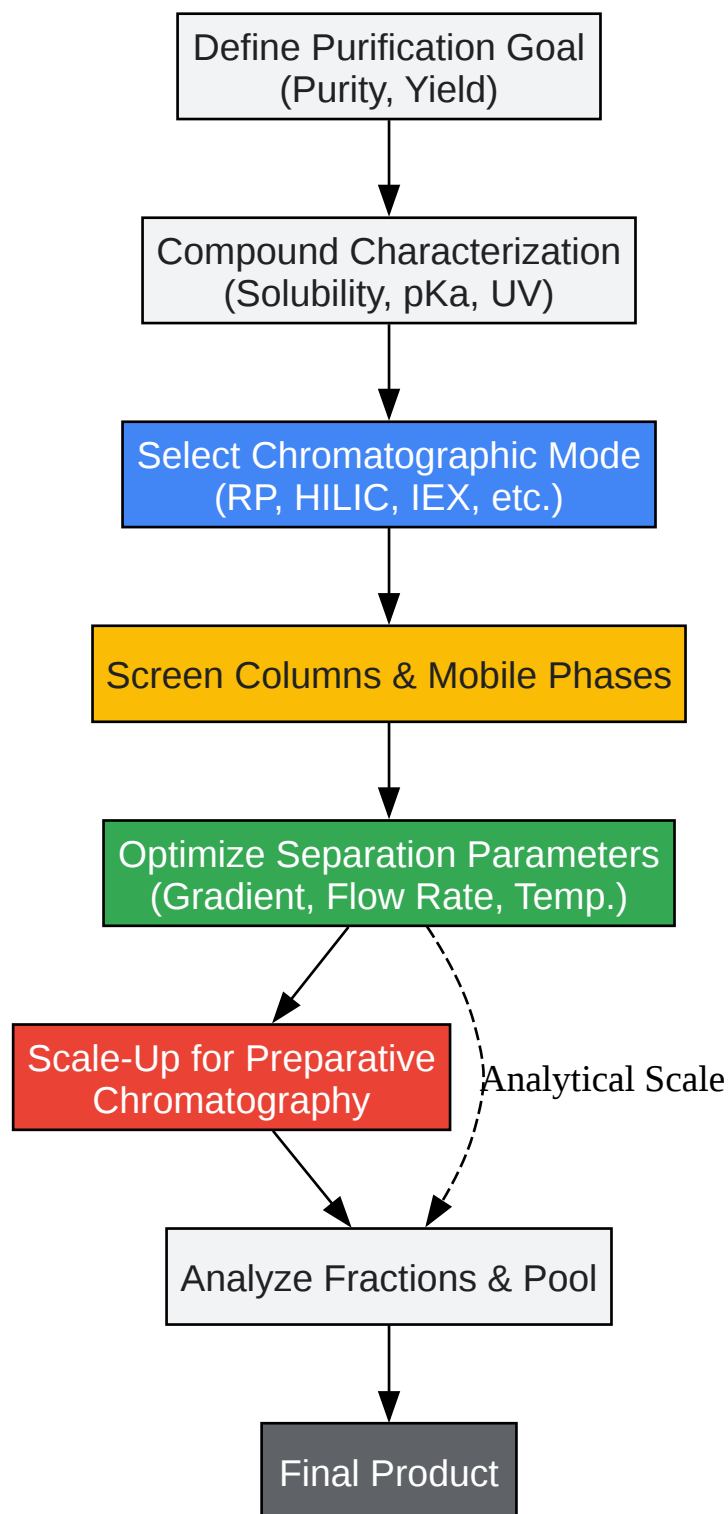 Define Purification Goal
(Purity, Yield)
Compound Characterization
(Solubility, pKa, UV)
Select Chromatographic Mode
(RP, HILIC, IEX, etc.)
Screen Columns & Mobile Phases
Optimize Separation Parameters
(Gradient, Flow Rate, Temp.)
Scale-Up for Preparative
Chromatography
Analytical Scale
Analyze Fractions & Pool
Final Product